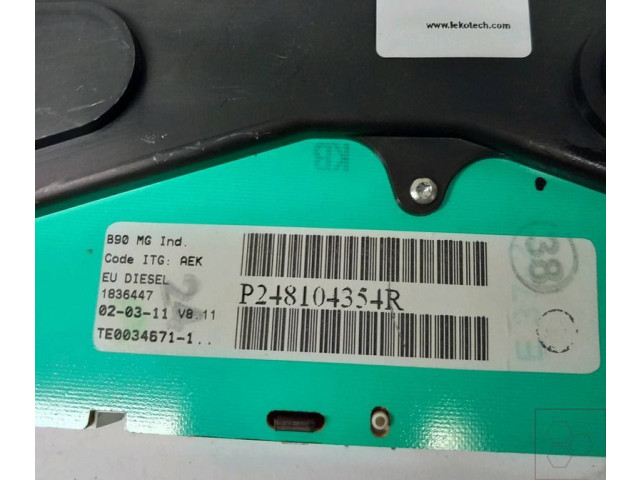 www.lekotech.com
KB
B90 MG Ind.
Code ITG: AEK
EU DIESEL
1836447
02-03-11 V8.11
TE0034671-1..
24
P248104354R
38